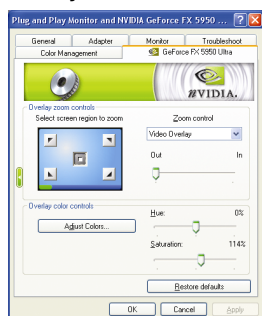 Plug and Play Monitor and NVIDIA GeForce FX 5950 ...
General Adapter Monitor Troubleshoot
Color Management GeForce FX 5950 Ultra
nVIDIA.
Overlay zoom controls
Select screen region to zoom
Zoom control
Video Overlay
Out In
Overlay color controls
Adjust Colors...
Hue: 0%
Saturation: 114%
Restore defaults
OK Cancel Apply